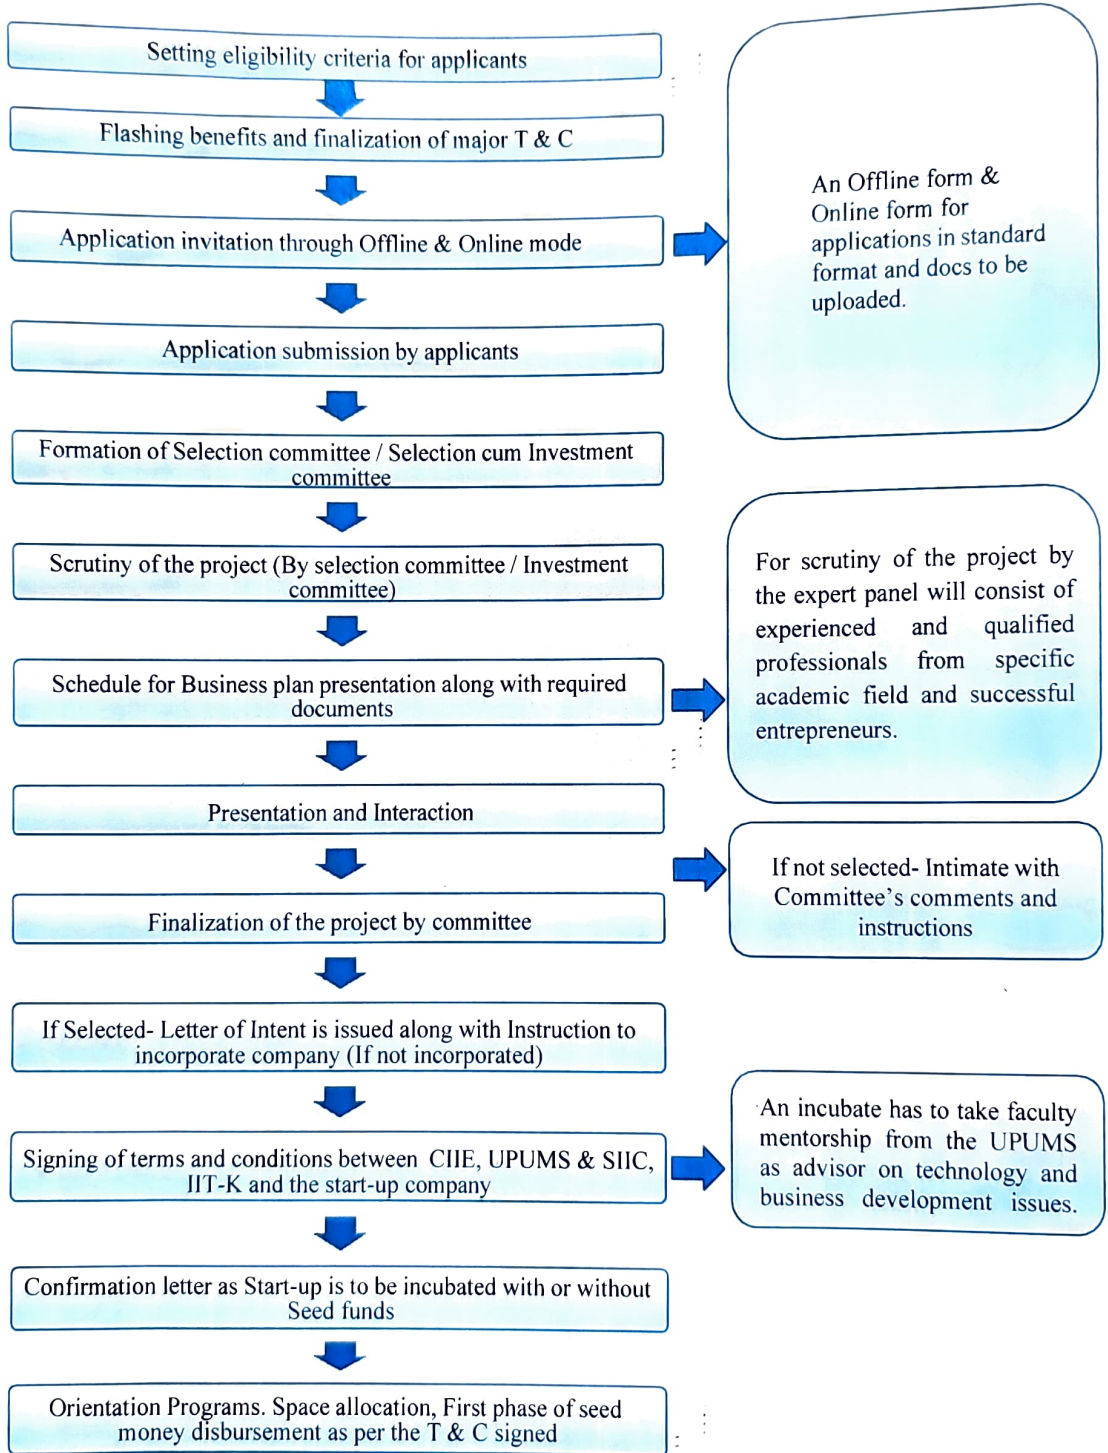 Setting eligibility criteria for applicants
Flashing benefits and finalization of major T & C
Application invitation through Offline & Online mode
An Offline form &
Online form for
applications in standard
format and docs to be
uploaded.
Application submission by applicants
Formation of Selection committee / Selection cum Investment
committee
Scrutiny of the project (By selection committee / Investment
committee)
Schedule for Business plan presentation along with required
documents
For scrutiny of the project by
the expert panel will consist of
experienced and qualified
professionals from specific
academic field and successful
entrepreneurs.
Presentation and Interaction
Finalization of the project by committee
If not selected- Intimate with
Committee's comments and
instructions
If Selected- Letter of Intent is issued along with Instruction to
incorporate company (If not incorporated)
Signing of terms and conditions between CIIE, UPUMS & SIIC,
IIT-K and the start-up company
An incubate has to take faculty
mentorship from the UPUMS
as advisor on technology and
business development issues.
Confirmation letter as Start-up is to be incubated with or without
Seed funds
Orientation Programs. Space allocation, First phase of seed
money disbursement as per the T & C signed